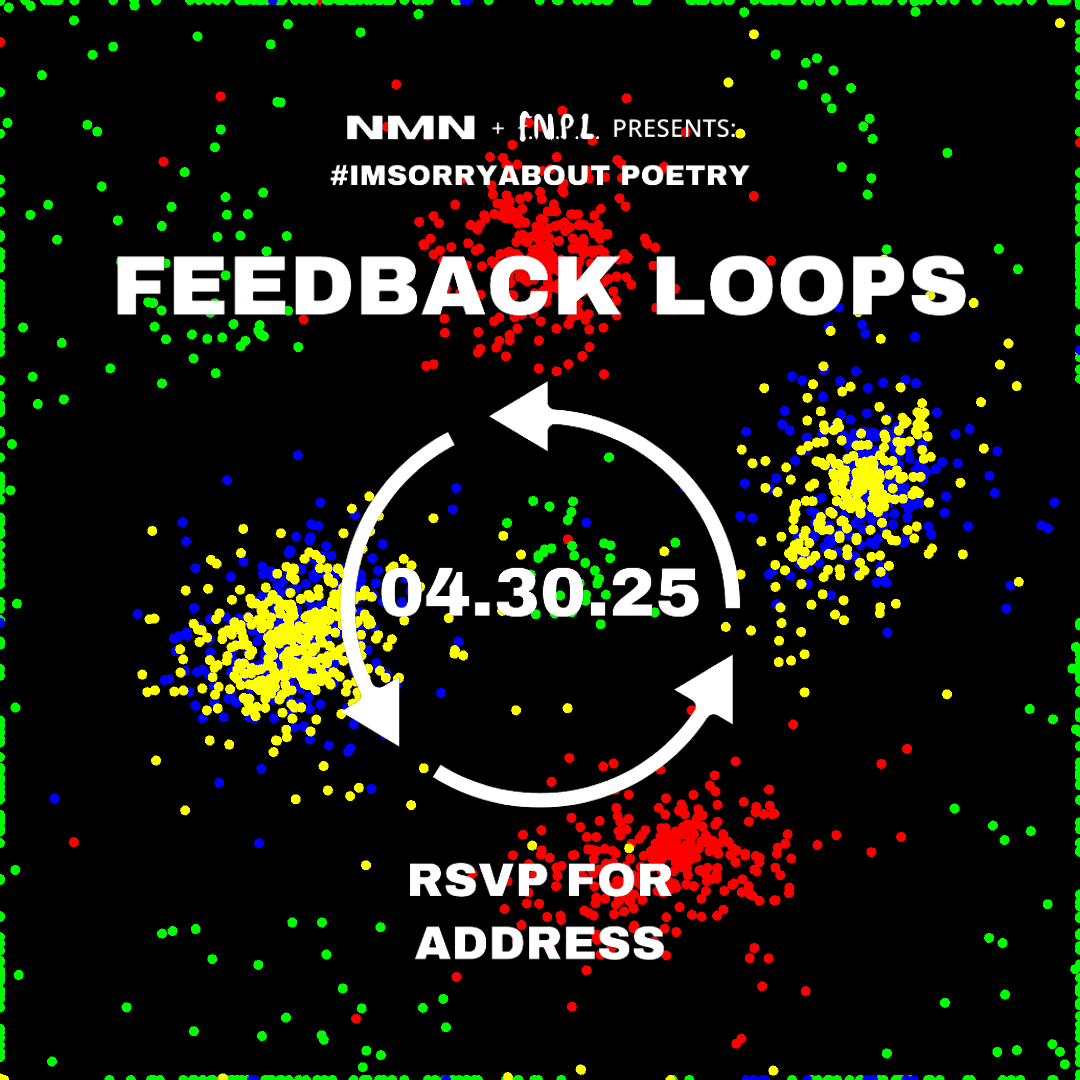 NMN + F.N.P.L. PRESENTS:
#IMSORRYABOUT POETRY
FEEDBACK LOOPS
04.30.25
RSVP FOR
ADDRESS